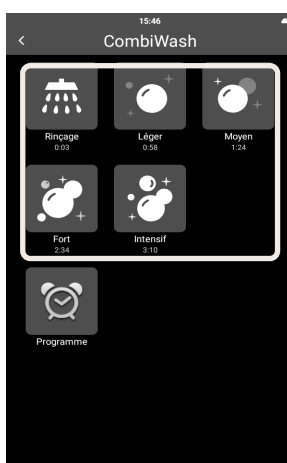 15:46
CombiWash
Rinçage
0:03
Léger
0:58
Moyen
1:24
Fort
2:34
Intensif
3:10
Programme